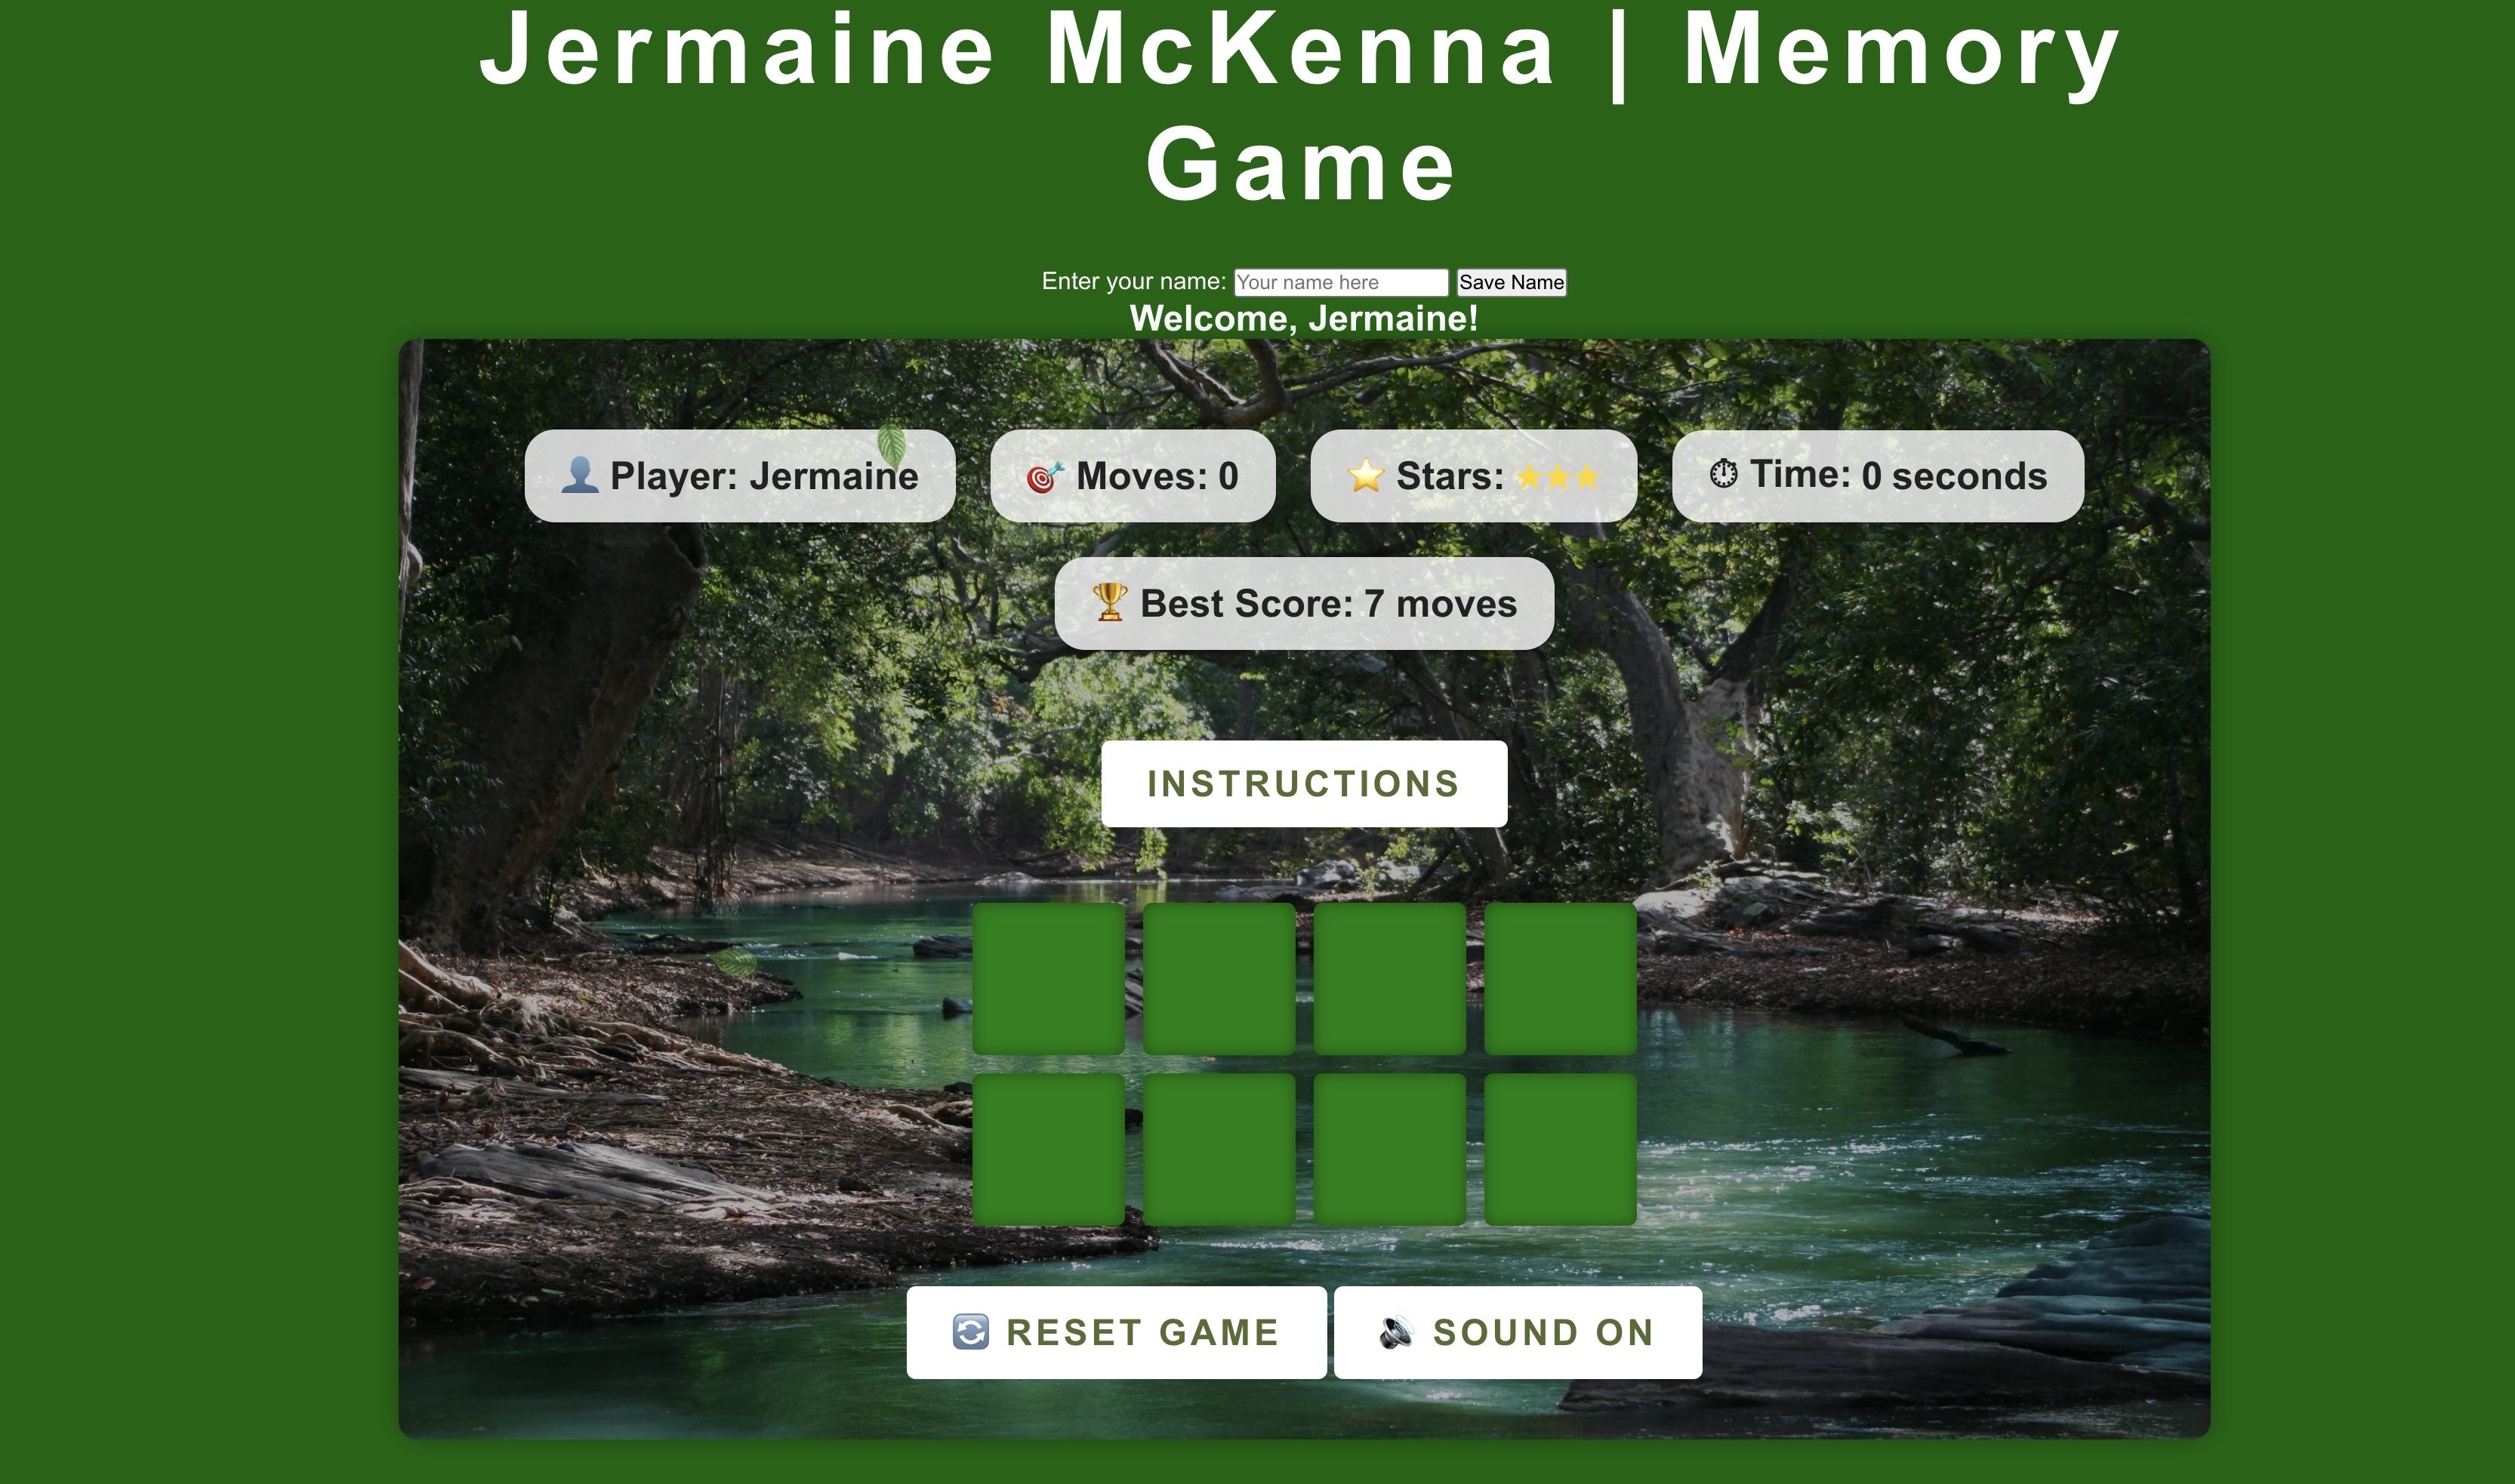 Jermaine McKenna | Memory
Game
Enter your name: Your name here Save Name
Welcome, Jermaine!
👤 Player: Jermaine 🎯 Moves: 0 ⭐ Stars: ★★★ ⏱ Time: 0 seconds
🏆 Best Score: 7 moves
INSTRUCTIONS
🔄 RESET GAME 🔊 SOUND ON